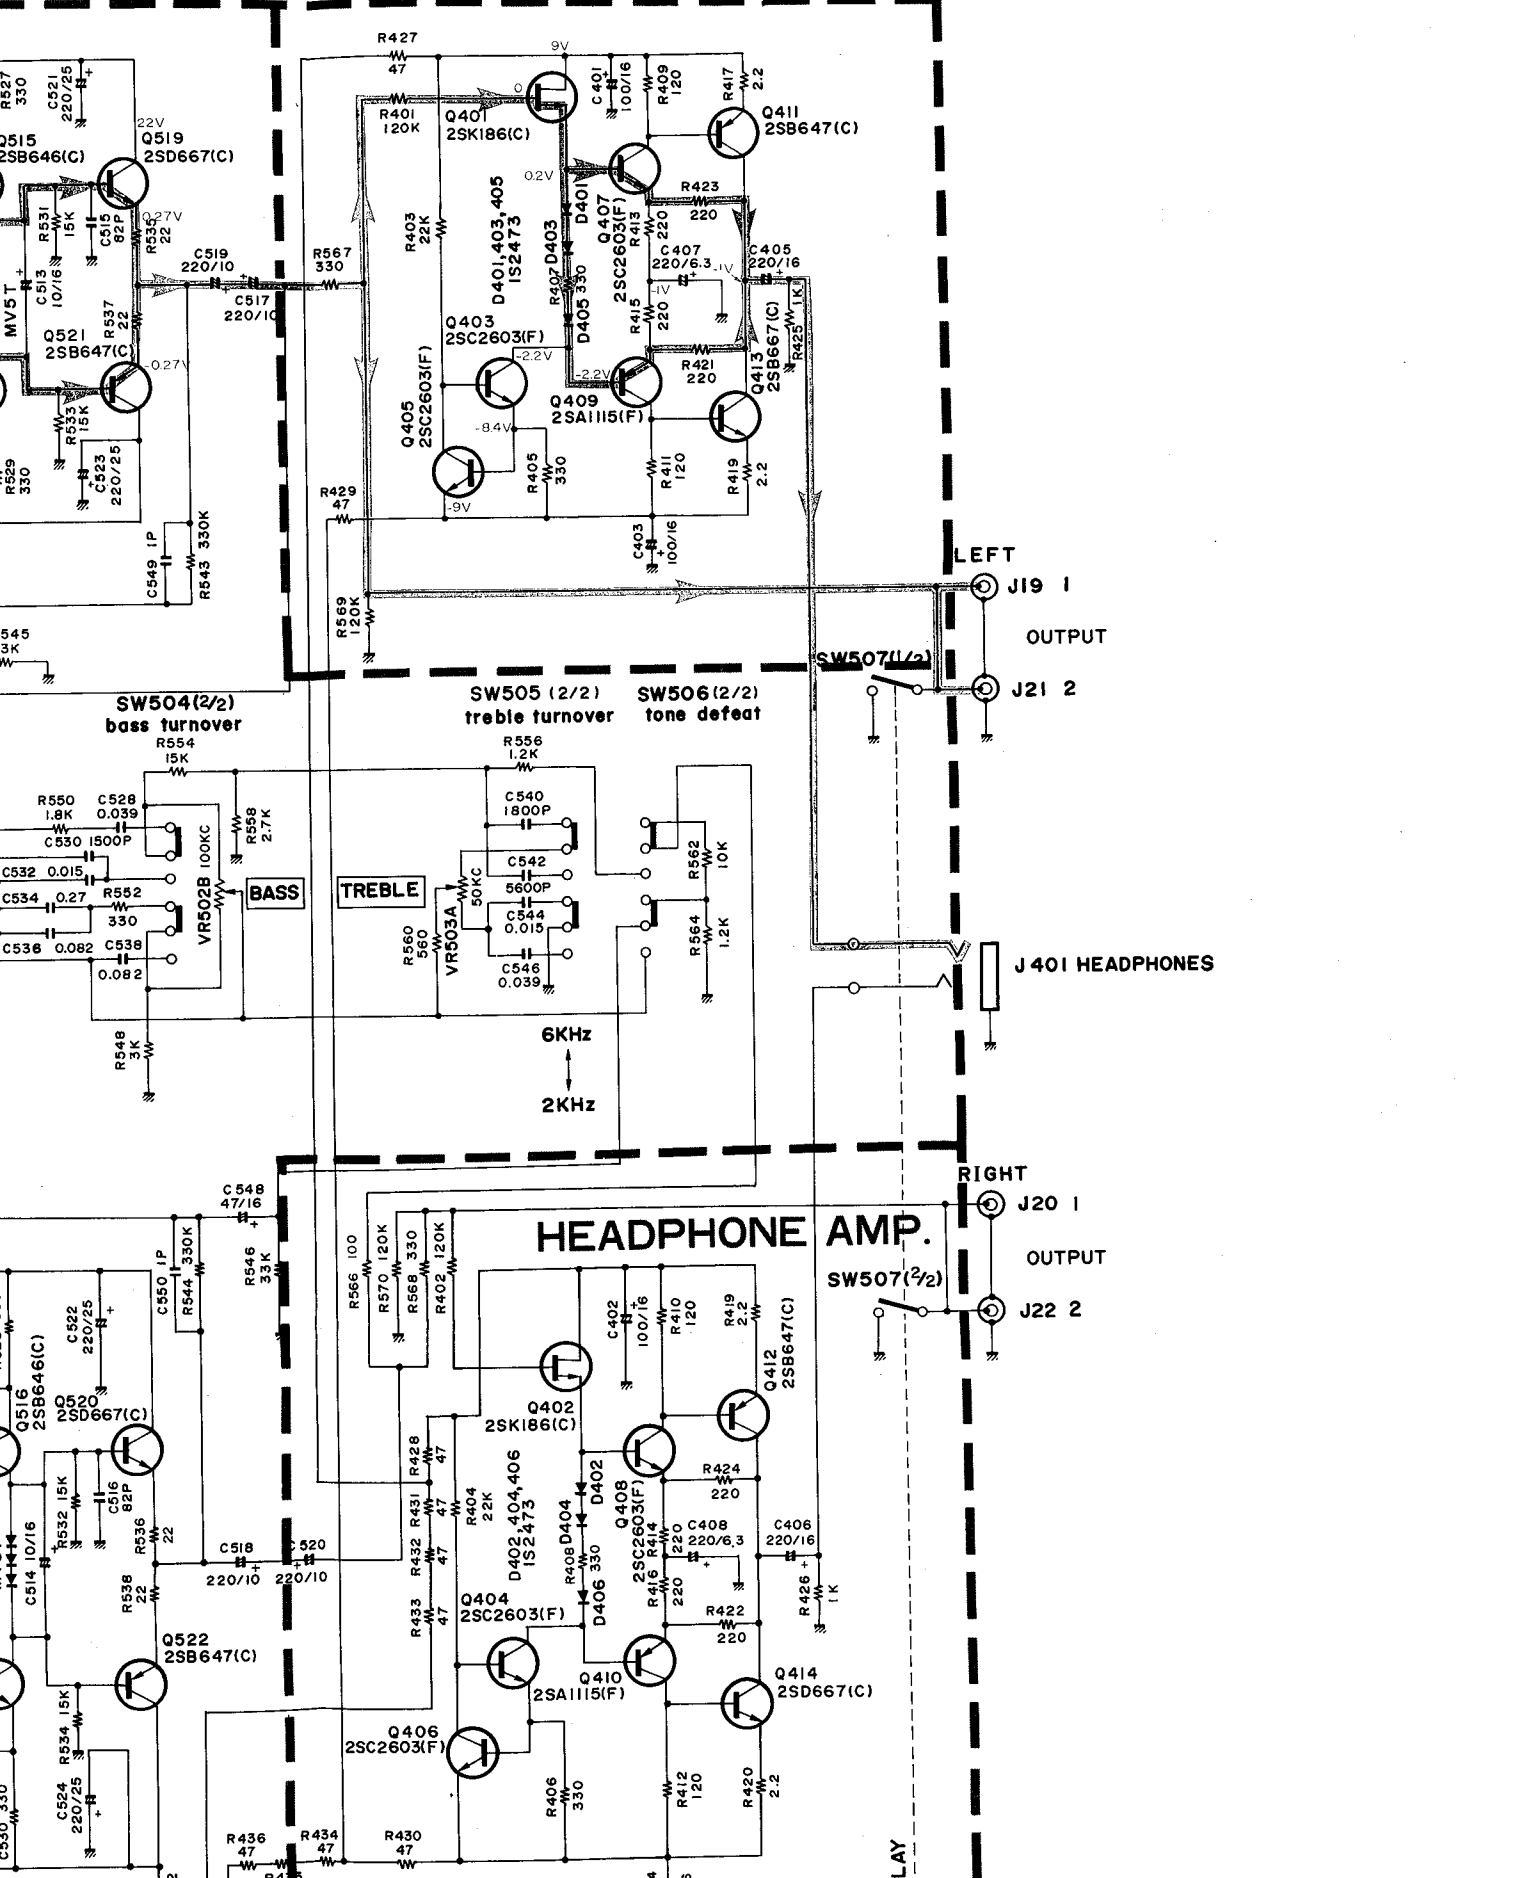 R427
47
9V
R527
330
C521
220/25
+
22V
Q515
2SB646(C)
Q519
2SD667(C)
R401
120K
0
Q401
2SK186(C)
C401
100/16
+
R409
120
R417
2.2
Q411
2SB647(C)
R531
15K
C515
82P
0.27V
R535
22
0.2V
D401
R423
220
R403
22K
D401,403,405
1S2473
D403
Q407
2SC2603(F)
R413
220
C519
220/10
+
C517
220/10
R567
330
C513
10/16
+
MV5T
R407
330
C407
220/6.3
-1V
-1V
C405
220/16
+
1K
R425
R537
22
Q521
2SB647(C)
-0.27V
Q403
2SC2603(F)
-2.2V
D405
R415
220
R421
220
Q413
2SB667(C)
-2.2V
Q409
2SA1115(F)
Q405
2SC2603(F)
-8.4V
R533
15K
R529
330
C523
220/25
+
R405
330
R411
120
R419
2.2
R429
47
-9V
C403
100/16
+
C549 1P
R543 330K
R569
120K
LEFT
J19 1
OUTPUT
SW507(1/2)
J21 2
545
3K
SW504(2/2)
bass turnover
SW505 (2/2)
treble turnover
SW506(2/2)
tone defeat
R554
15K
R556
1.2K
R550
1.8K
C528
0.039
C530 1500P
C532 0.015
C534 0.27
R552
330
C536 0.082
C538
0.082
VR502B 100KC
R558
2.7K
BASS
TREBLE
C540
1800P
C542
5600P
C544
0.015
C546
0.039
50KC
VR503A
R560
560
R562
10K
R564
1.2K
R548
3K
6KHz
2KHz
J401 HEADPHONES
RIGHT
J20 1
OUTPUT
SW507(2/2)
J22 2
HEADPHONE AMP.
C548
47/16
+
C550 1P
R544 330K
R546
33K
R566 100
R570 120K
R568 330
R402 120K
C522
220/25
+
C402
100/16
+
R410
120
R419
2.2
Q412
2SB647(C)
Q516
2SB646(C)
Q520
2SD667(C)
Q402
2SK186(C)
R428
47
R431
47
R404
22K
D402,404,406
1S2473
D402
Q408
2SC2603(F)
R424
220
R532 15K
C516
82P
R536
22
C514 10/16
+
C518
220/10
+
C520
220/10
+
R432
47
R433
47
D404
R408
330
R414
220
C408
220/6.3
+
C406
220/16
+
R416
220
R426
1K
R538
22
D406
R422
220
Q404
2SC2603(F)
Q522
2SB647(C)
Q410
2SA1115(F)
Q414
2SD667(C)
R534 15K
Q406
2SC2603(F)
C524
220/25
+
C530 330
R406
330
R412
120
R420
2.2
R436
47
R434
47
R430
47
LAY